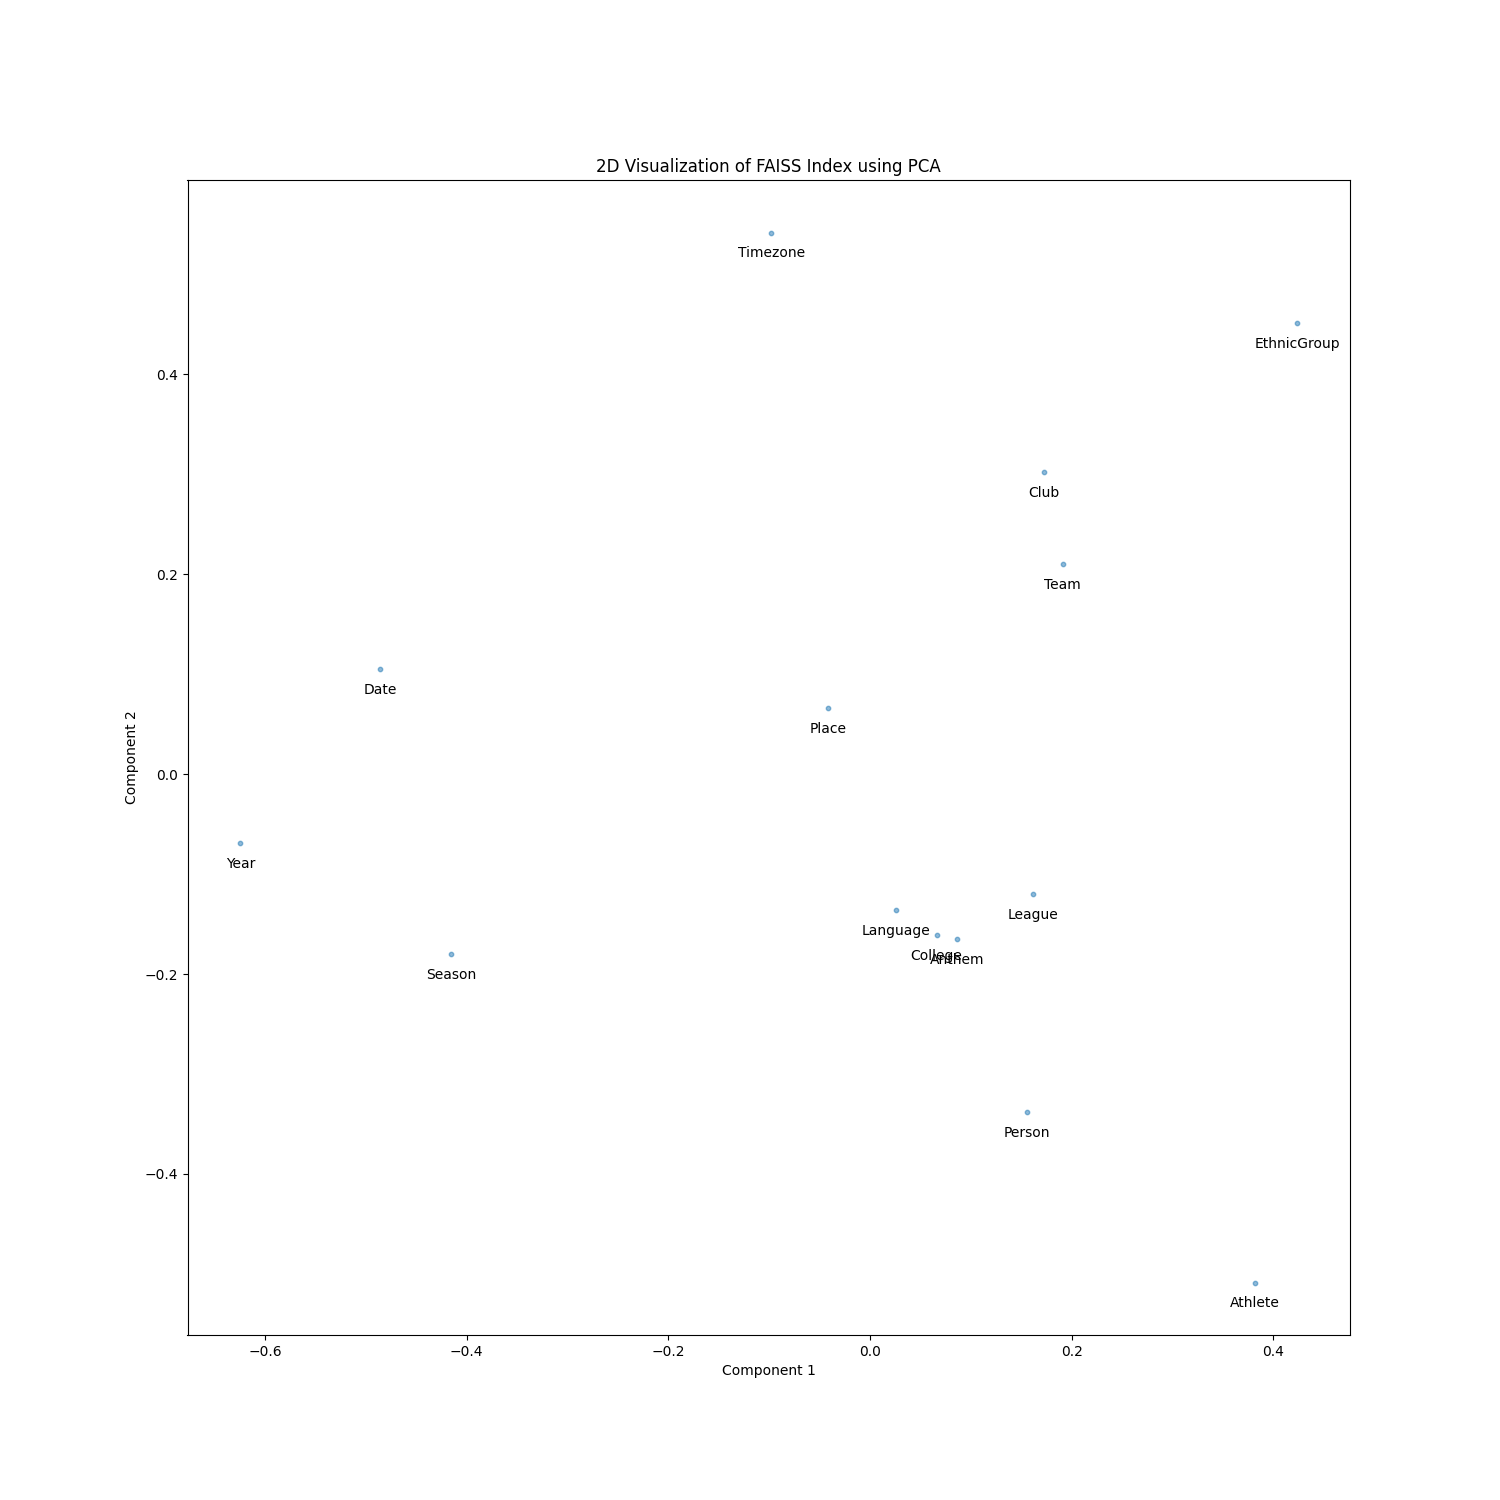 2D Visualization of FAISS Index using PCA
Timezone
EthnicGroup
0.4
Club
0.2
Team
Date
Place
Component 2
0.0
Year
League
Language
College
Anthem
−0.2
Season
Person
−0.4
Athlete
−0.6
−0.4
−0.2
0.0
0.2
0.4
Component 1